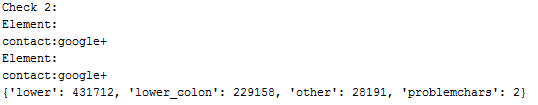 Check 2:
Element:
contact:google+
Element:
contact:google+
{'lower': 431712, 'lower_colon': 229158, 'other': 28191, 'problemchars': 2}